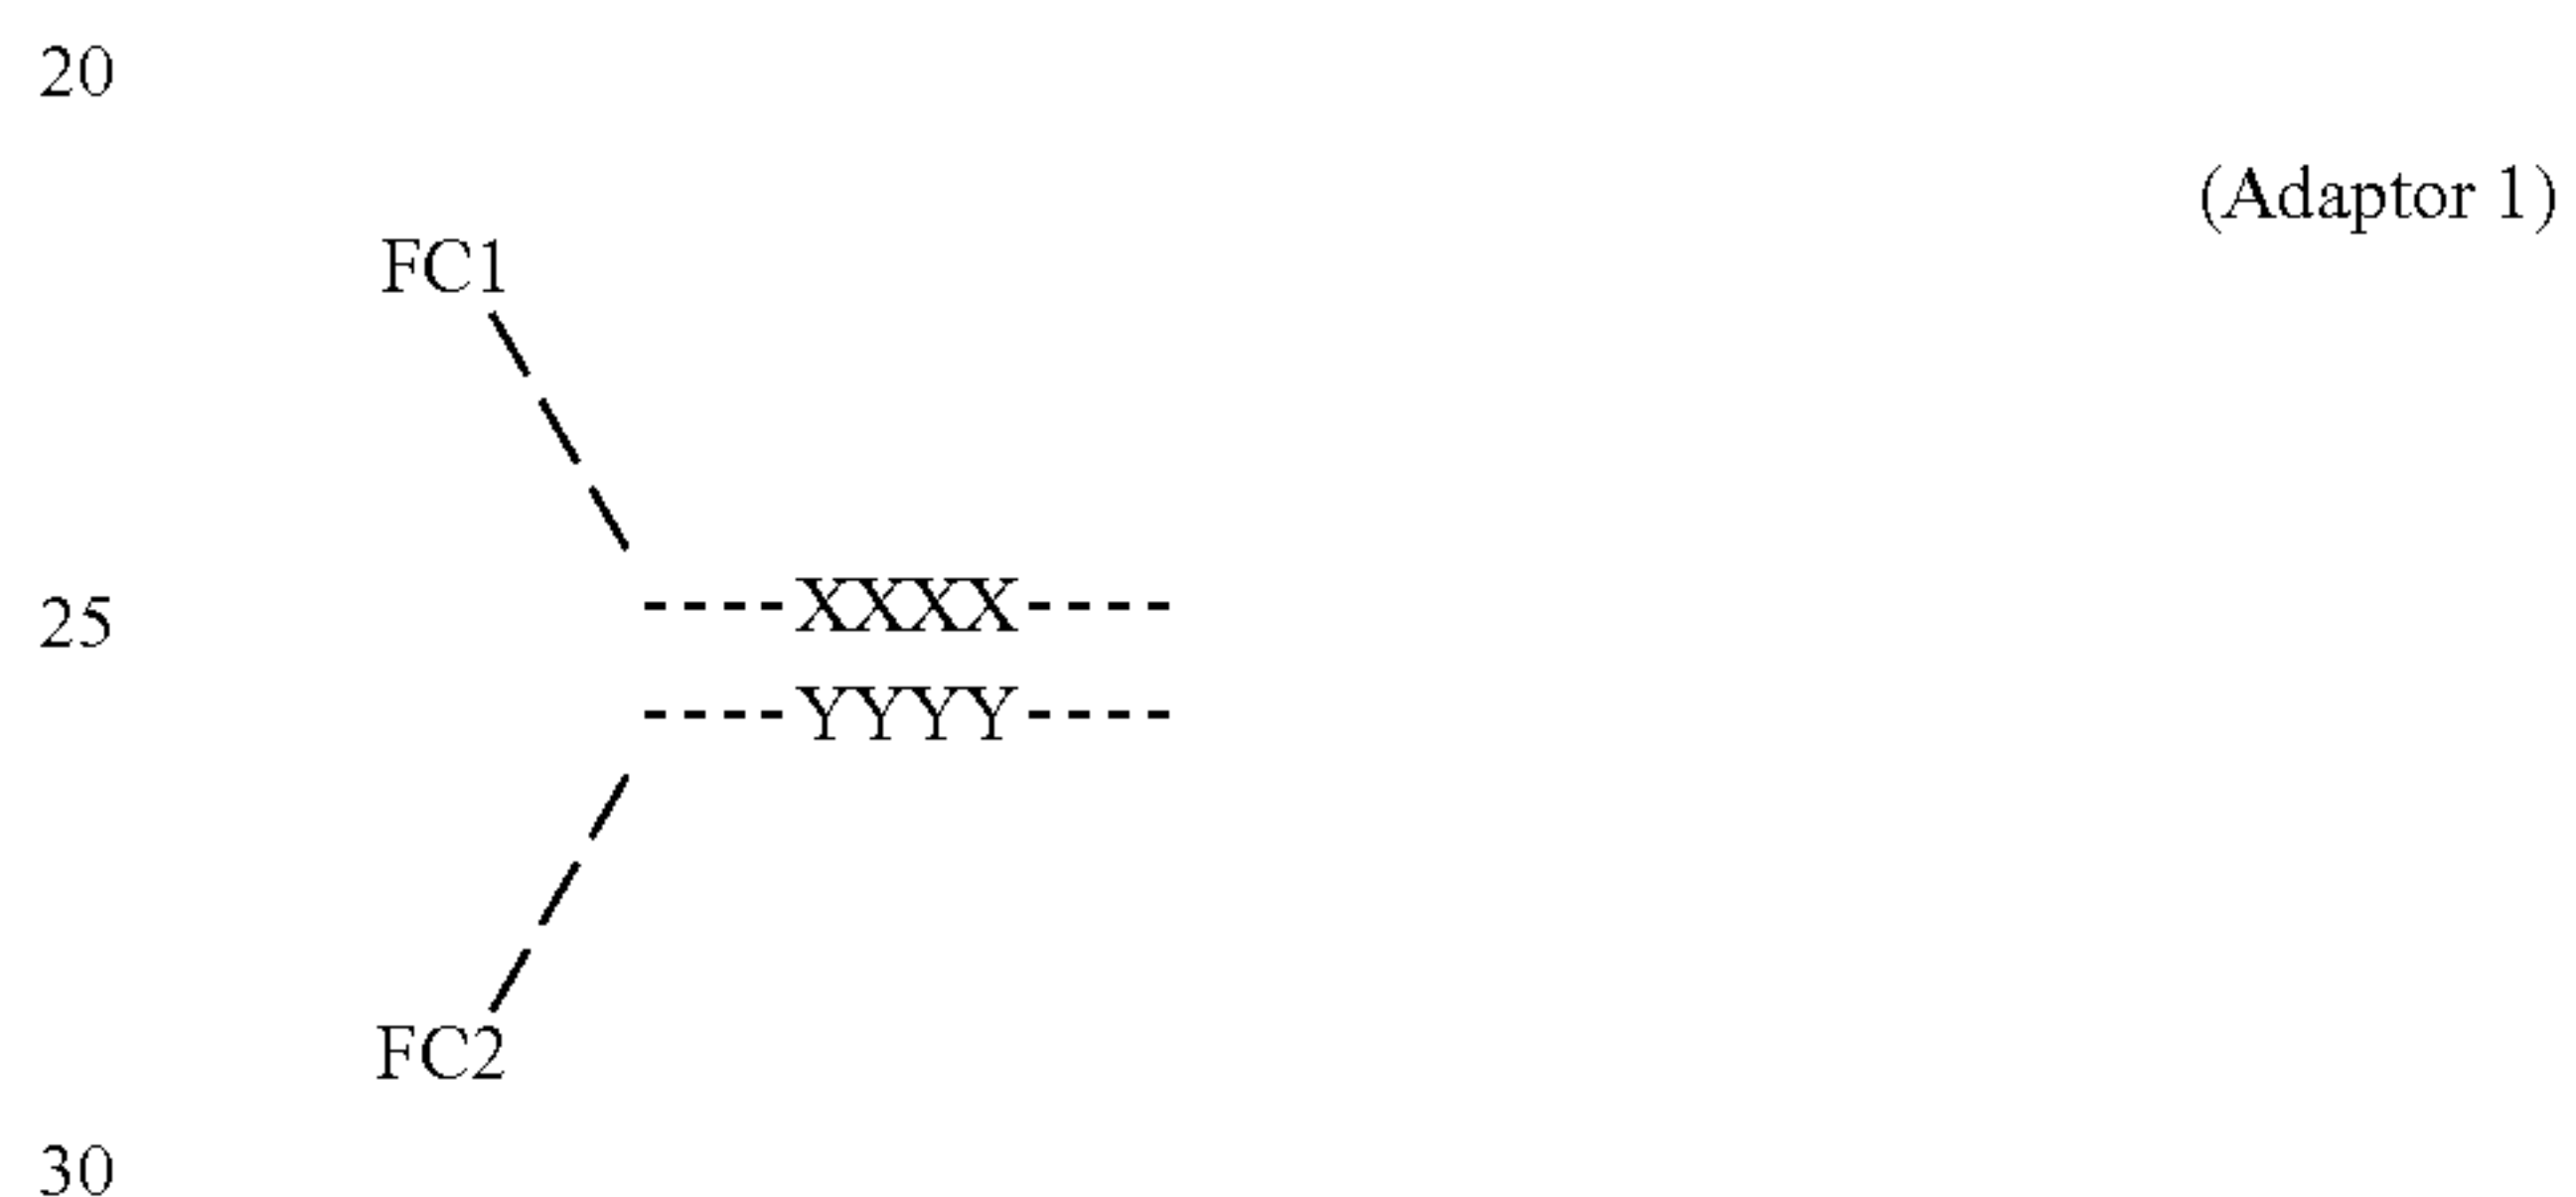 20
(Adaptor 1)
FC1
----XXXX----
25
----YYYY----
FC2
30